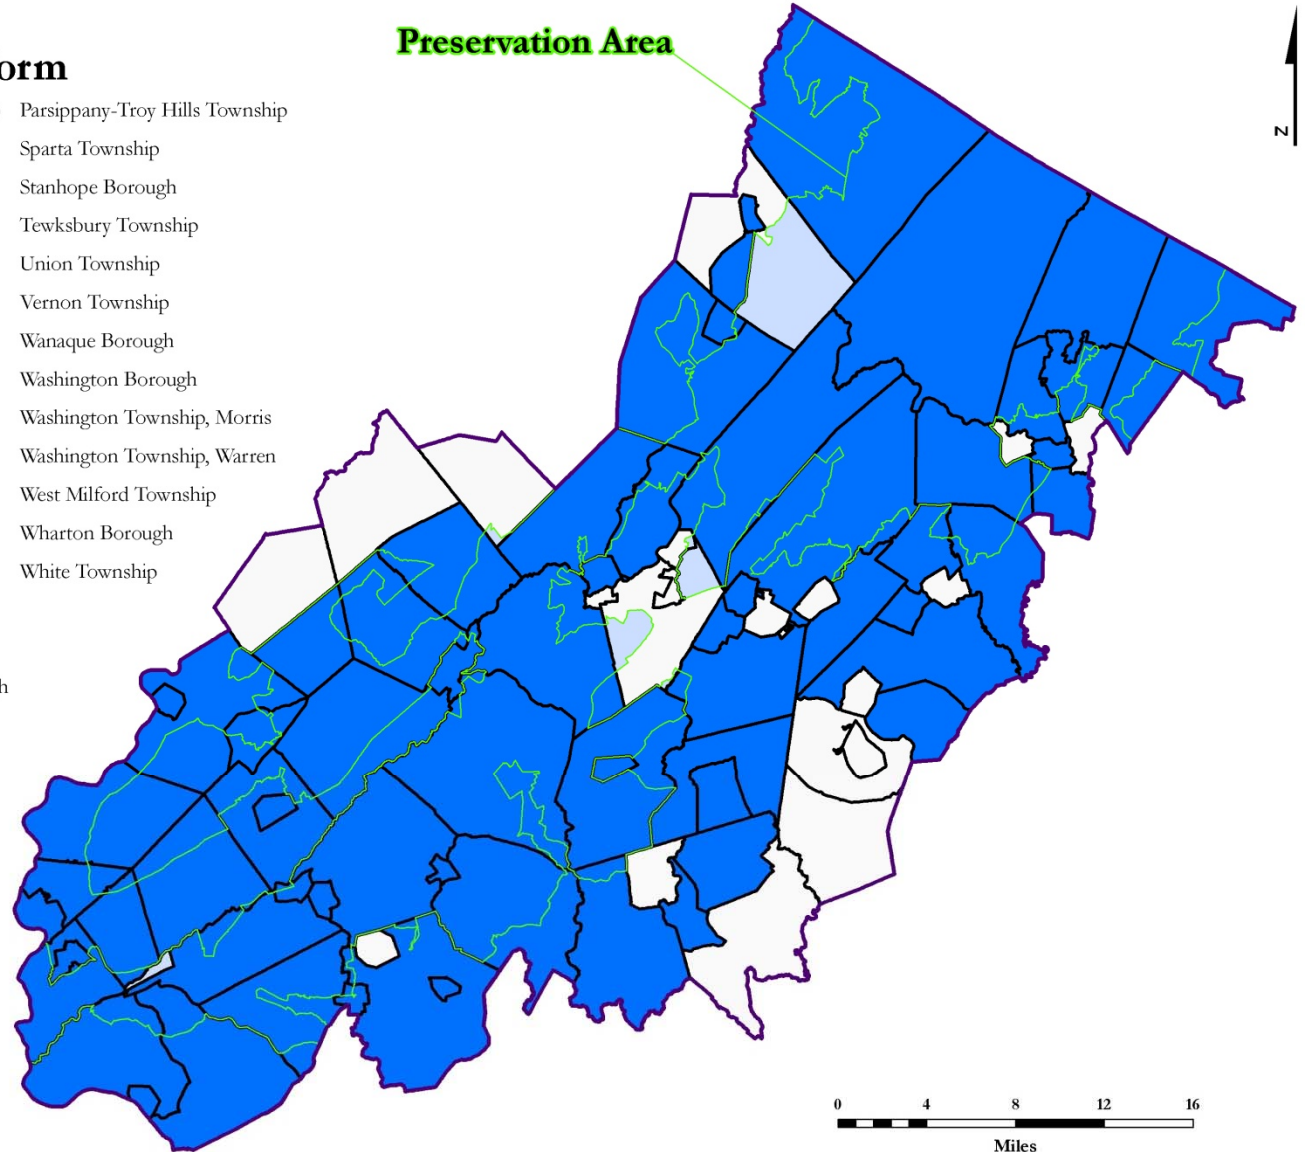 Preservation Area
orm
Parsippany-Troy Hills Township
Sparta Township
Stanhope Borough
Tewksbury Township
Union Township
Vernon Township
Wanaque Borough
Washington Borough
Washington Township, Morris
Washington Township, Warren
West Milford Township
Wharton Borough
White Township
h
N
0 4 8 12 16
Miles